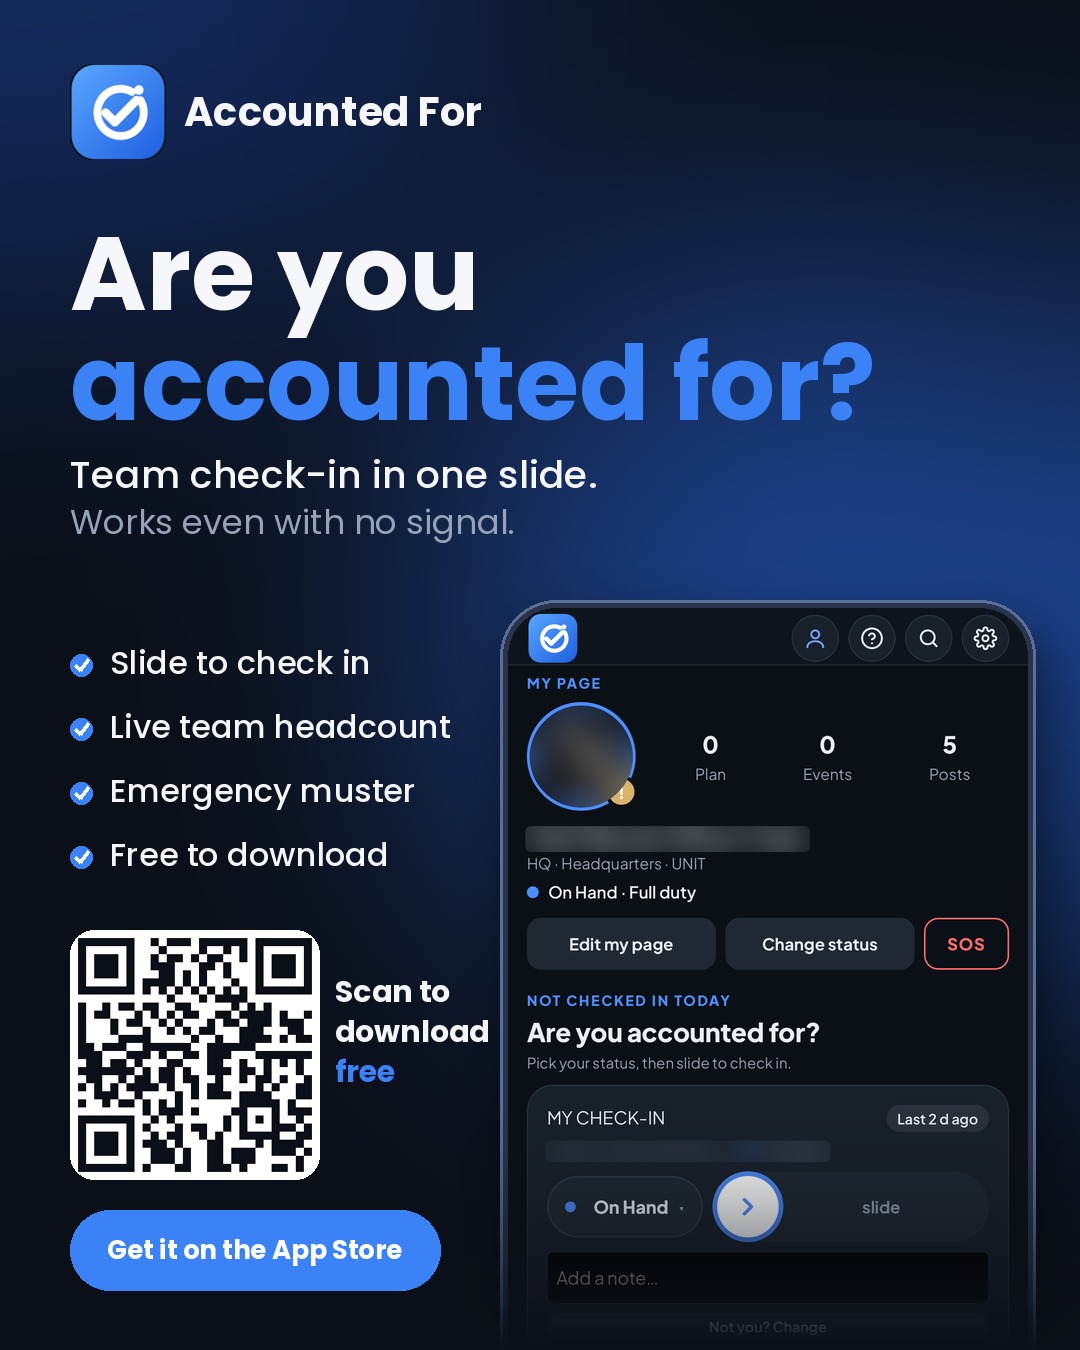 Accounted For
Are you
accounted for?
Team check-in in one slide.
Works even with no signal.
Slide to check in
Live team headcount
Emergency muster
Free to download
Scan to
download
free
Get it on the App Store
MY PAGE
0
Plan
0
Events
5
Posts
!
HQ · Headquarters · UNIT
On Hand · Full duty
Edit my page
Change status
SOS
NOT CHECKED IN TODAY
Are you accounted for?
Pick your status, then slide to check in.
MY CHECK-IN
Last 2 d ago
On Hand
slide
Add a note...
Not you? Change